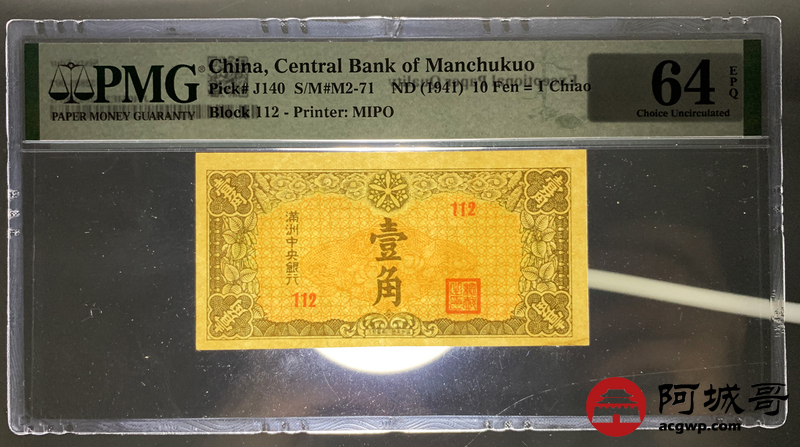 PMG
PAPER MONEY GUARANTY
China, Central Bank of Manchukuo
Pick# J140 S/M#M2-71 ND (1941) 10 Fen = 1 Chiao
Block 112 - Printer: MIPO
64
EPQ
Choice Uncirculated
112
滿洲中央銀行
壹角
112
阿城哥
acgwp.com